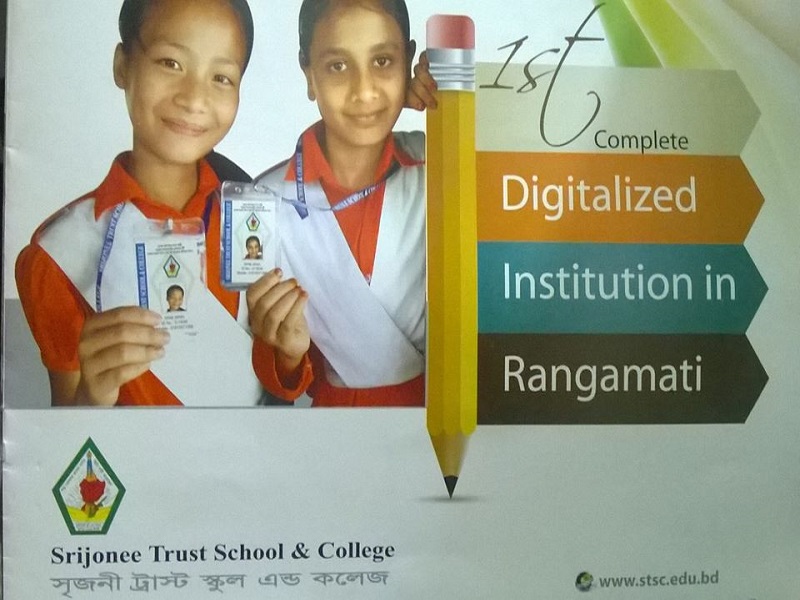 1st
Complete
Digitalized
Institution in
Rangamati
Srijonee Trust School & College
সৃজনী ট্রাস্ট স্কুল এন্ড কলেজ
www.stsc.edu.bd